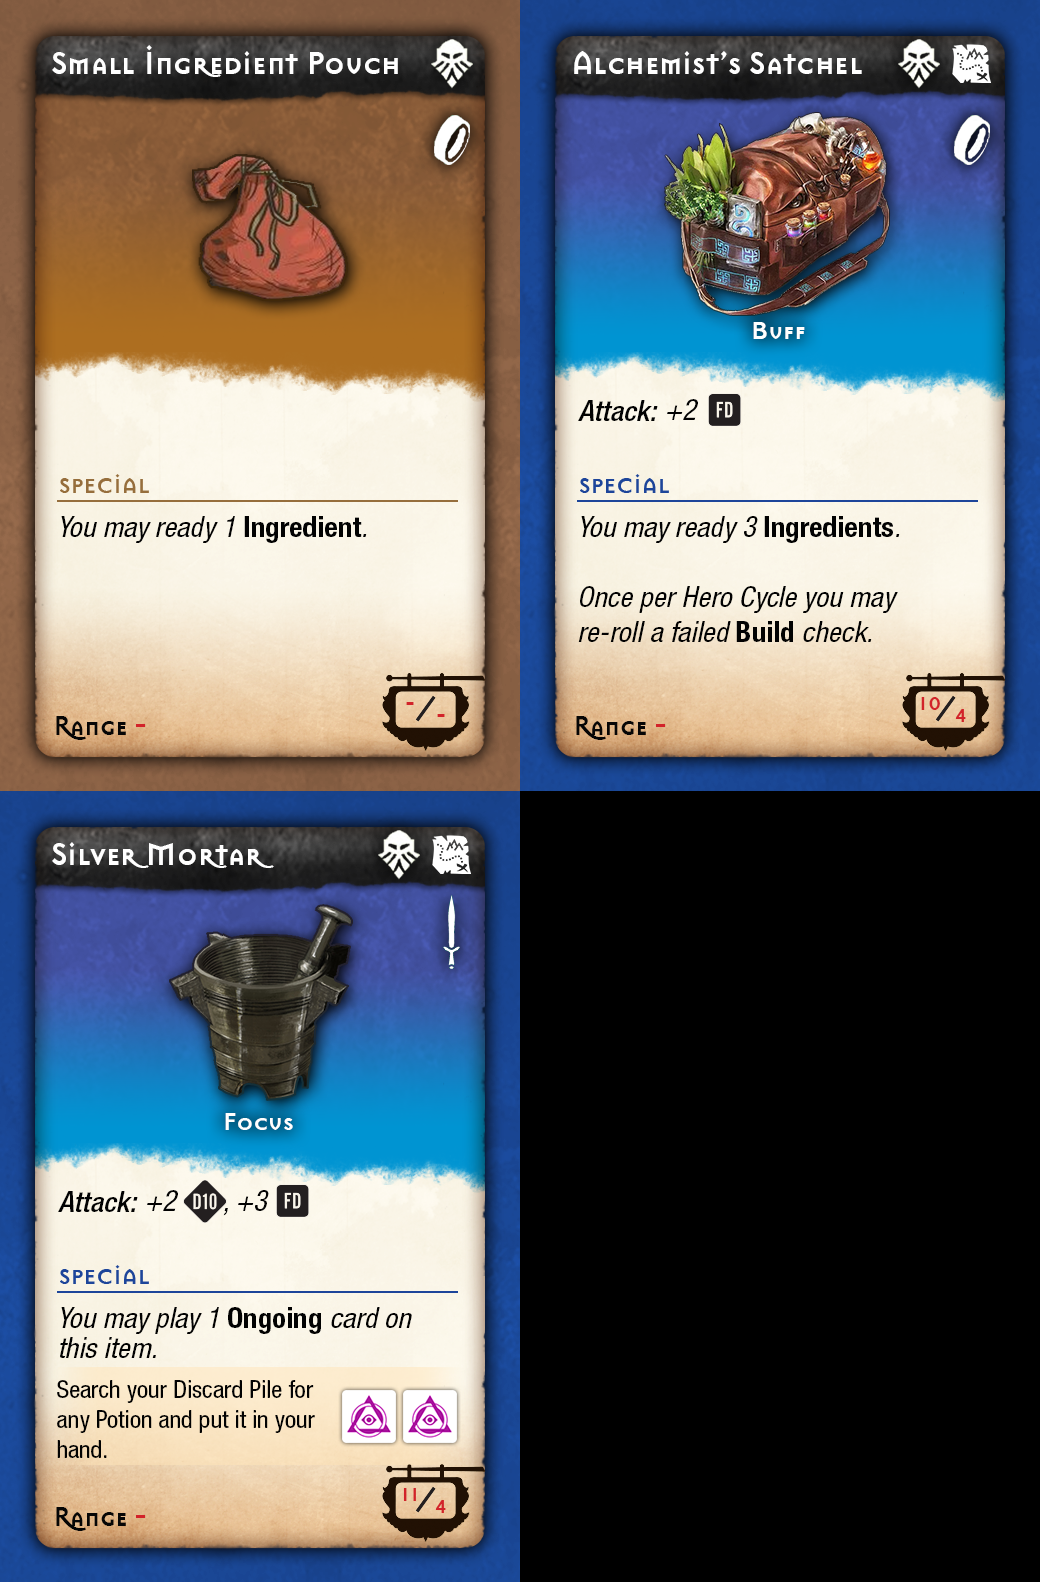 Small Ingredient Pouch
SPECIAL
You may ready 1 Ingredient.
Range -
- / -
Alchemist's Satchel
Buff
Attack: +2 FD
SPECIAL
You may ready 3 Ingredients.
Once per Hero Cycle you may
re-roll a failed Build check.
Range -
10 / 4
Silver Mortar
Focus
Attack: +2 D10, +3 FD
SPECIAL
You may play 1 Ongoing card on
this item.
Search your Discard Pile for
any Potion and put it in your
hand.
Range -
11 / 4